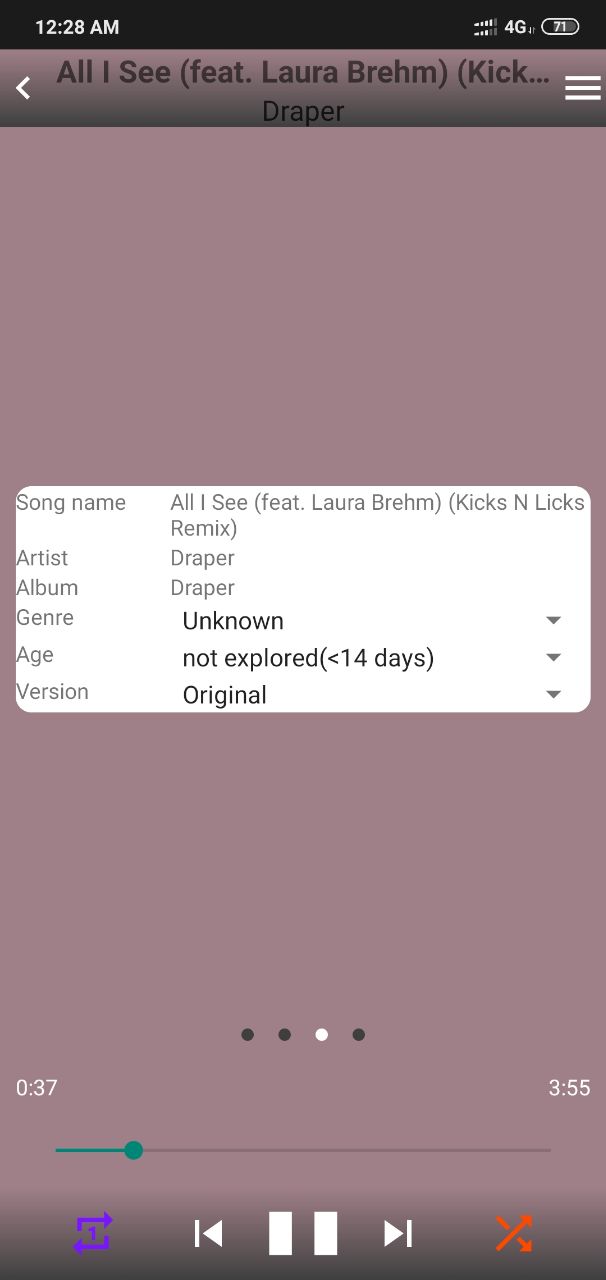 12:28 AM
4G 71
All I See (feat. Laura Brehm) (Kick...
Draper
Song name All I See (feat. Laura Brehm) (Kicks N Licks
Remix)
Artist Draper
Album Draper
Genre Unknown
Age not explored(<14 days)
Version Original
0:37 3:55
1